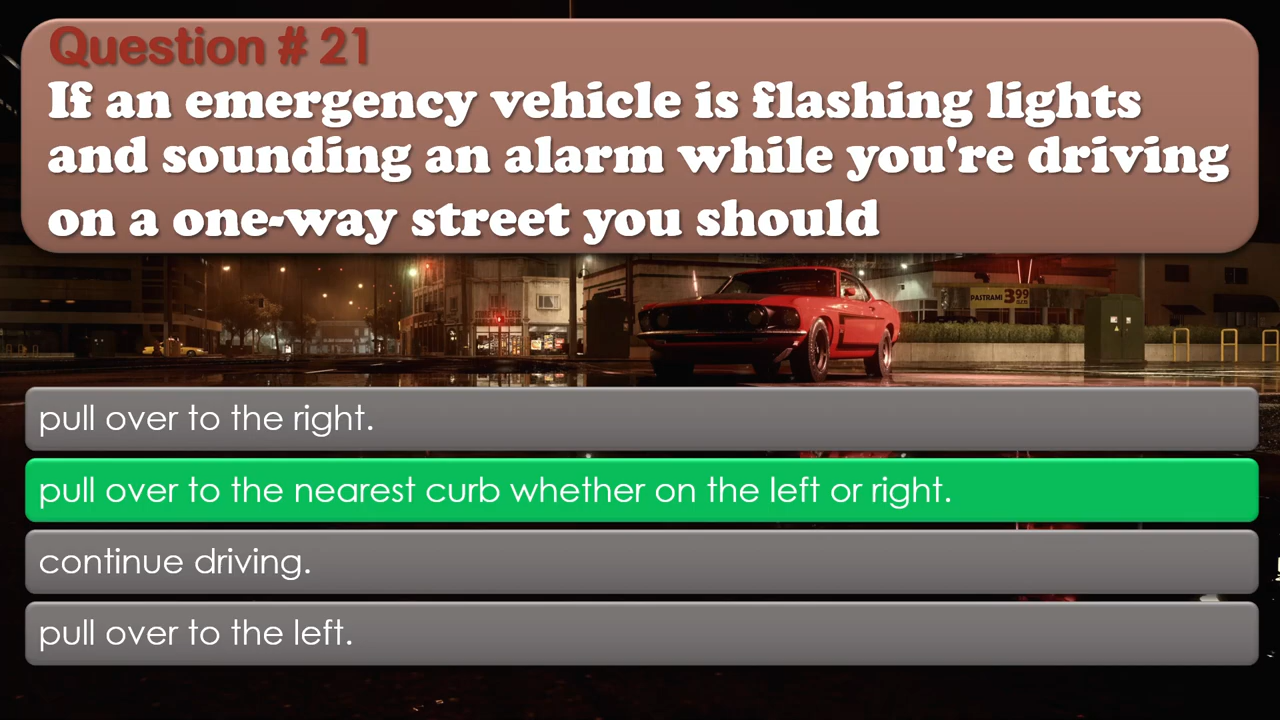 Question # 21
If an emergency vehicle is flashing lights
and sounding an alarm while you're driving
on a one-way street you should
PASTRAMI 3.99
pull over to the right.
pull over to the nearest curb whether on the left or right.
continue driving.
pull over to the left.